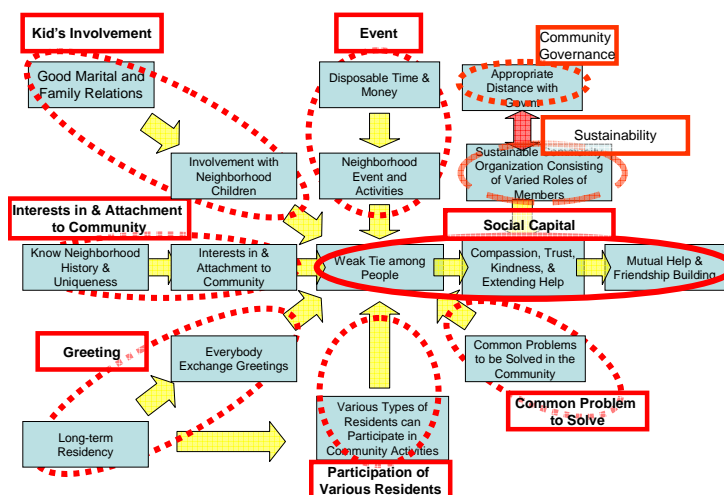 Kid's Involvement
Good Marital and
Family Relations
Involvement with
Neighborhood
Children
Event
Disposable Time &
Money
Neighborhood
Event and
Activities
Community
Governance
Appropriate
Distance with
Sustainability
Sustainable
Organization Consisting
of Varied Roles of
Members
Interests in & Attachment
to Community
Know Neighborhood
History &
Uniqueness
Interests in &
Attachment to
Community
Social Capital
Weak Tie among
People
Compassion, Trust,
Kindness, &
Extending Help
Mutual Help &
Friendship Building
Greeting
Everybody
Exchange Greetings
Long-term
Residency
Various Types of
Residents can
Participate in
Community Activities
Participation of
Various Residents
Common Problems
to be Solved in the
Community
Common Problem
to Solve